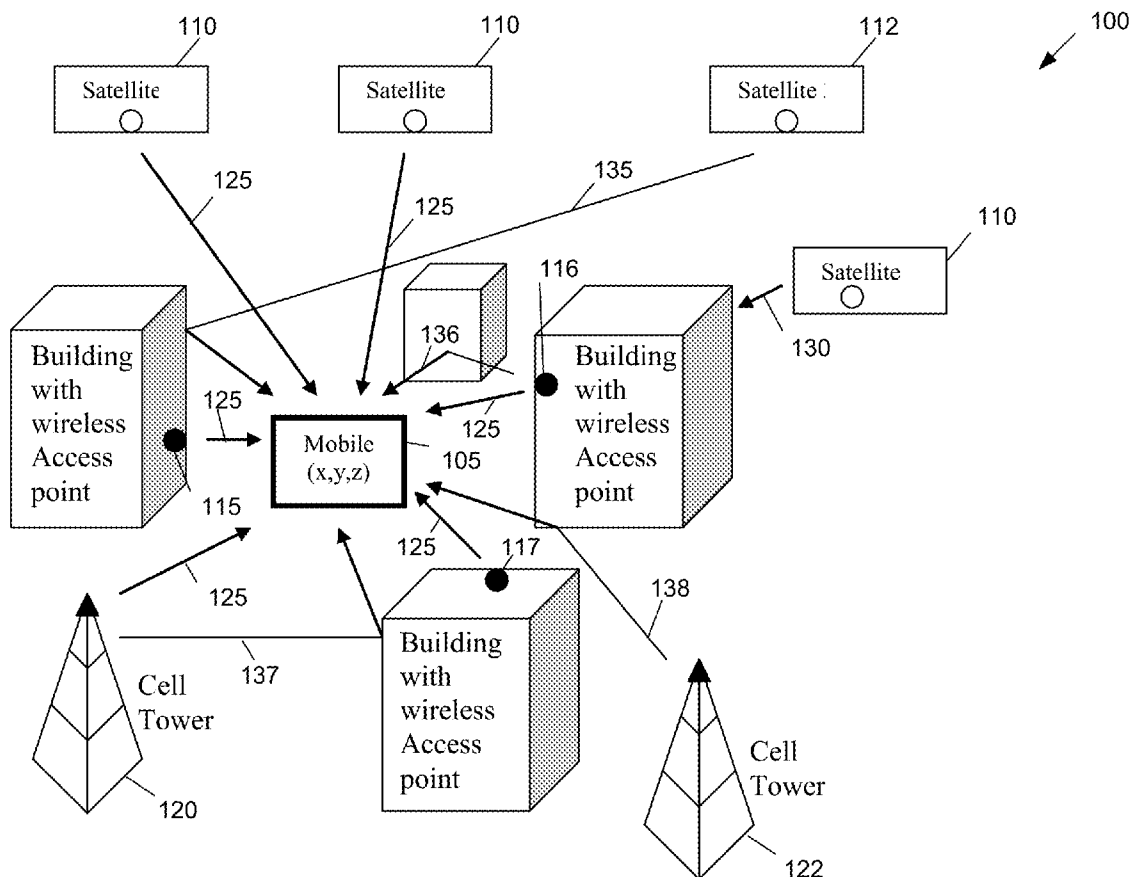 110
110
112
100
Satellite
Satellite
Satellite
135
125
125
110
116
Satellite
136
130
Building
with
wireless
Access
point
Building
with
wireless
Access
point
125
125
Mobile
(x,y,z)
105
115
125
117
125
138
137
Building
with
wireless
Access
point
Cell
Tower
Cell
Tower
120
122